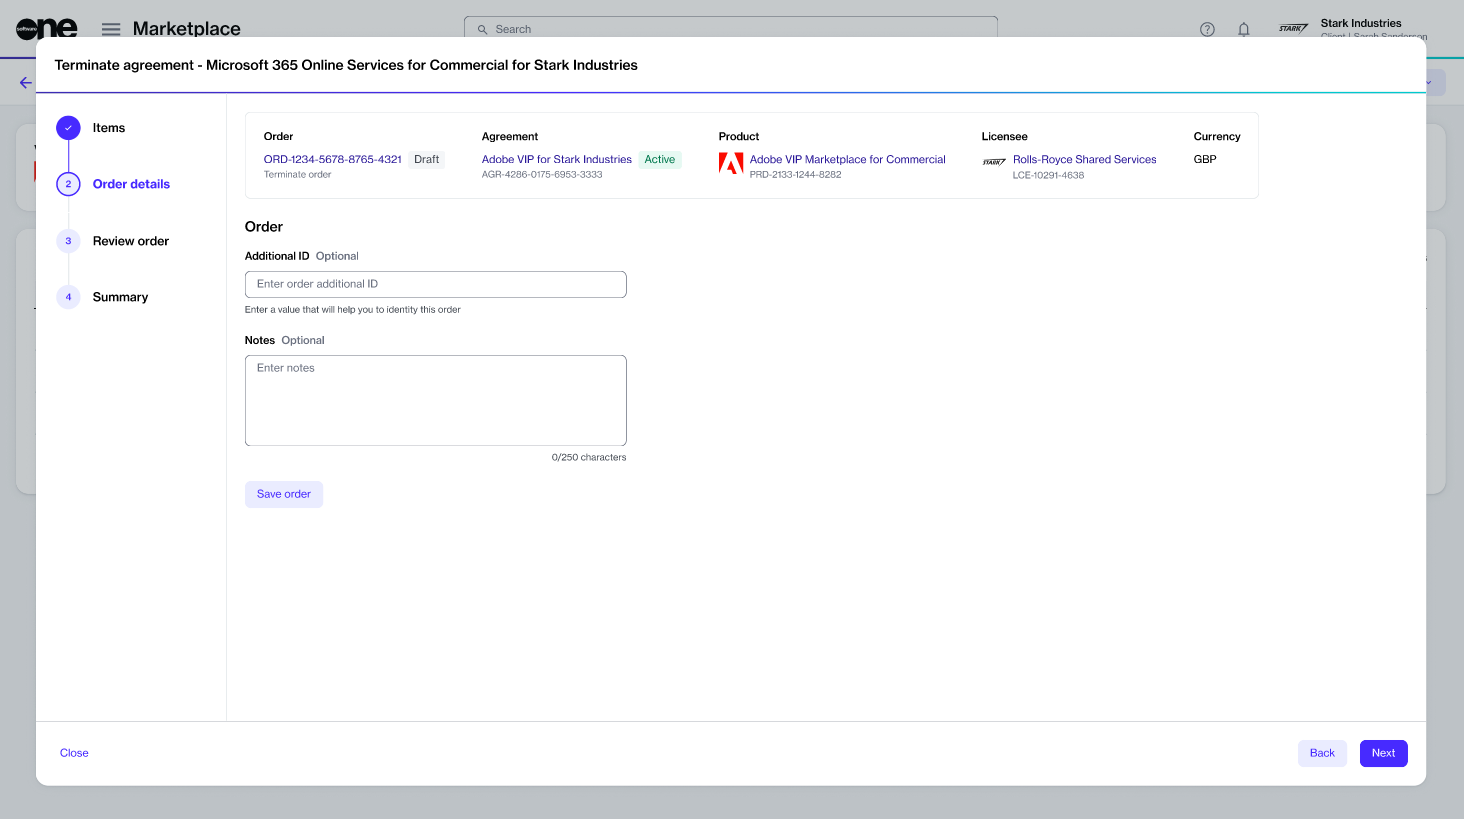 software one
Marketplace
Search
Stark Industries
Client | Sarah Sanderson
STARK
Terminate agreement - Microsoft 365 Online Services for Commercial for Stark Industries
Items
2
Order details
3
Review order
4
Summary
Order
Agreement
Product
Licensee
Currency
ORD-1234-5678-8765-4321 Draft
Terminate order
Adobe VIP for Stark Industries Active
AGR-4286-0175-6953-3333
Adobe VIP Marketplace for Commercial
PRD-2133-1244-8282
STARK
Rolls-Royce Shared Services
LCE-10291-4638
GBP
Order
Additional ID Optional
Enter order additional ID
Enter a value that will help you to identity this order
Notes Optional
Enter notes
0/250 characters
Save order
Close
Back
Next